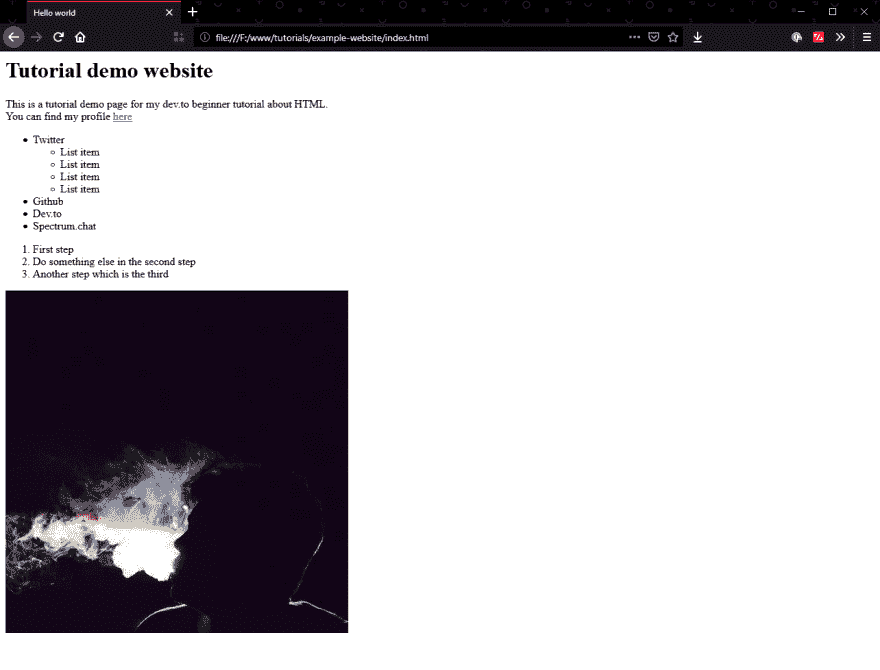 Hello world
file:///F:/www/tutorials/example-website/index.html
Tutorial demo website
This is a tutorial demo page for my dev.to beginner tutorial about HTML.
You can find my profile here
Twitter
List item
List item
List item
List item
Github
Dev.to
Spectrum.chat
1. First step
2. Do something else in the second step
3. Another step which is the third